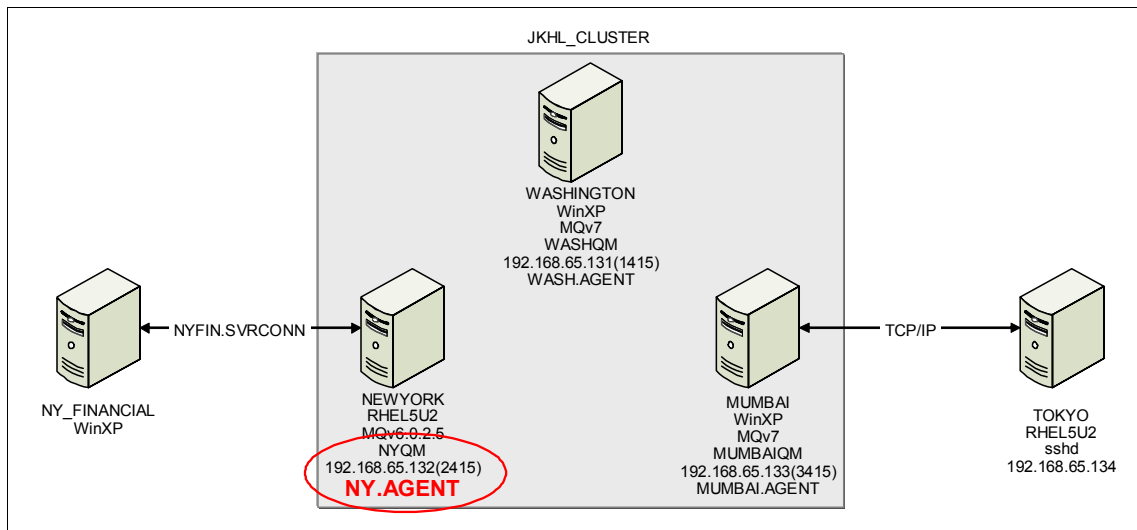 JKHL_CLUSTER
WASHINGTON
WinXP
MQv7
WASHQM
192.168.65.131(1415)
WASH.AGENT
NYFIN.SVRCONN
TCP/IP
NY_FINANCIAL
WinXP
NEWYORK
RHEL5U2
MQv6.0.2.5
NYQM
192.168.65.132(2415)
NY.AGENT
MUMBAI
WinXP
MQv7
MUMBAIQM
192.168.65.133(3415)
MUMBAI.AGENT
TOKYO
RHEL5U2
sshd
192.168.65.134